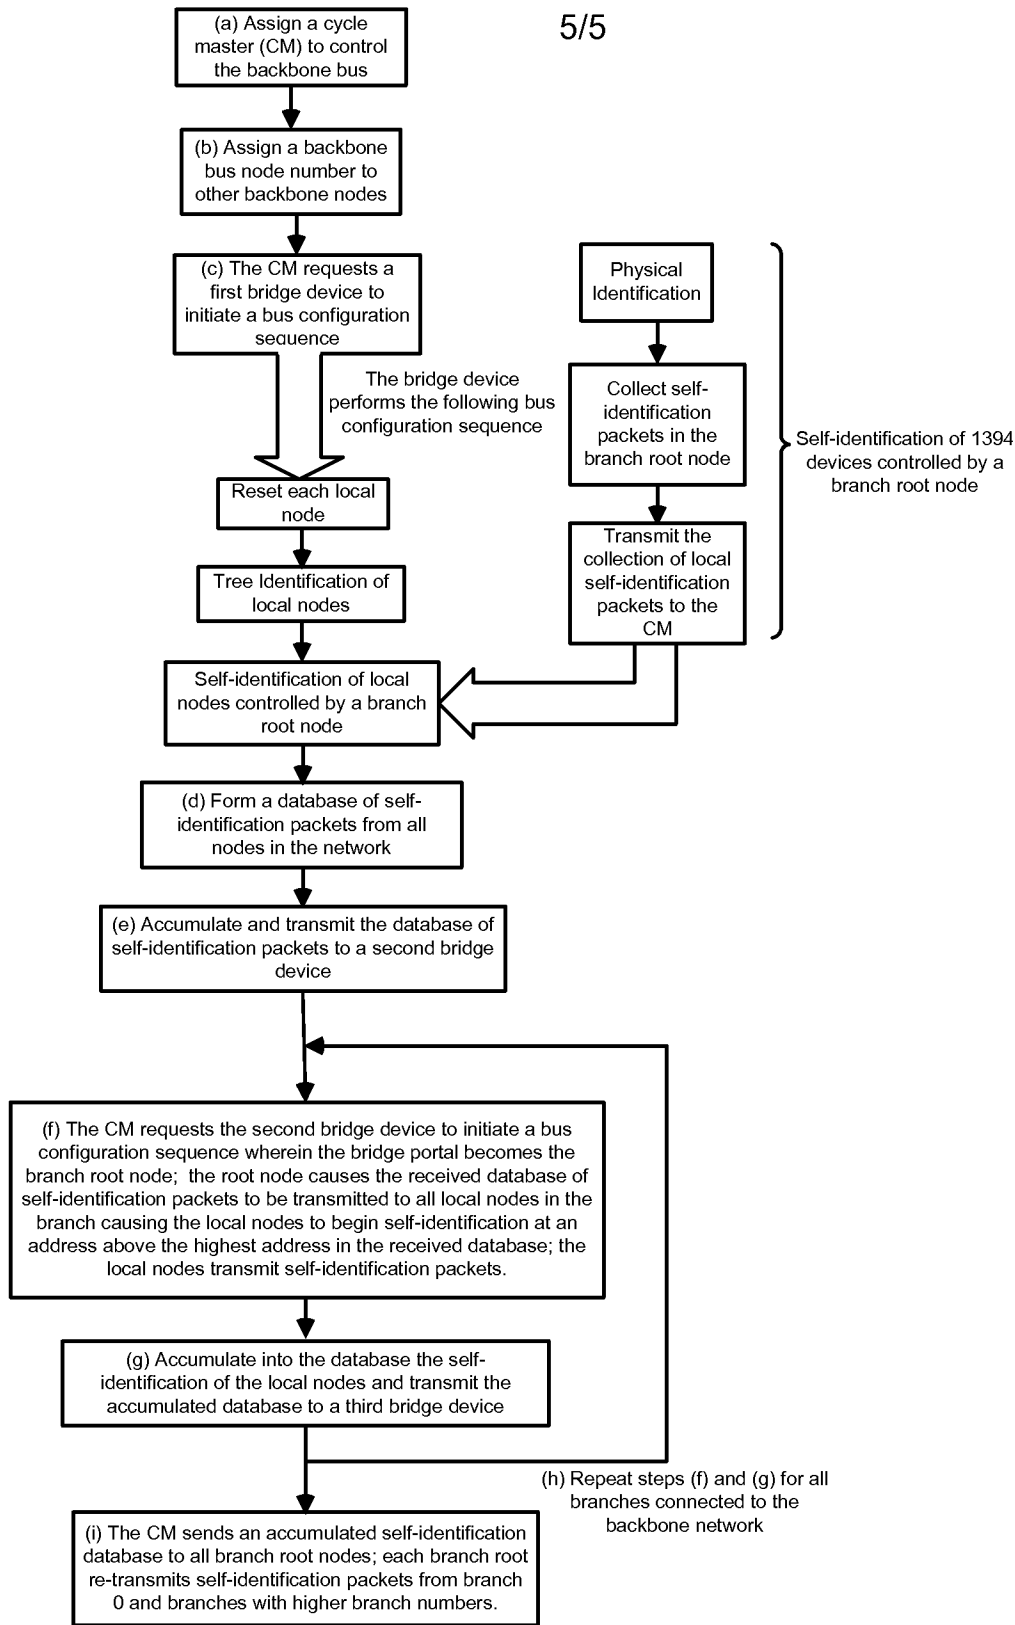 5/5
(a) Assign a cycle
master (CM) to control
the backbone bus
(b) Assign a backbone
bus node number to
other backbone nodes
(c) The CM requests a
first bridge device to
initiate a bus configuration
sequence
The bridge device
performs the following bus
configuration sequence
Physical
Identification
Collect self-
identification
packets in the
branch root node
Transmit the
collection of local
self-identification
packets to the
CM
Self-identification of 1394
devices controlled by a
branch root node
Reset each local
node
Tree Identification of
local nodes
Self-identification of local
nodes controlled by a branch
root node
(d) Form a database of self-
identification packets from all
nodes in the network
(e) Accumulate and transmit the database of
self-identification packets to a second bridge
device
(f) The CM requests the second bridge device to initiate a bus
configuration sequence wherein the bridge portal becomes the
branch root node;  the root node causes the received database of
self-identification packets to be transmitted to all local nodes in the
branch causing the local nodes to begin self-identification at an
address above the highest address in the received database; the
local nodes transmit self-identification packets.
(g) Accumulate into the database the self-
identification of the local nodes and transmit the
accumulated database to a third bridge device
(h) Repeat steps (f) and (g) for all
branches connected to the
backbone network
(i) The CM sends an accumulated self-identification
database to all branch root nodes; each branch root
re-transmits self-identification packets from branch
0 and branches with higher branch numbers.